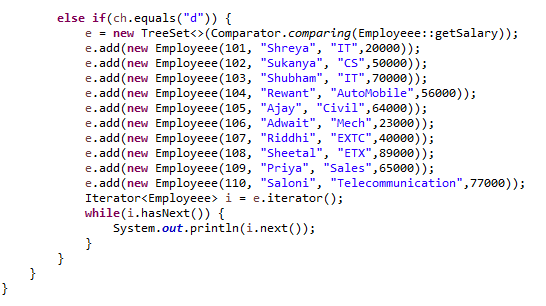 else if(ch.equals("d")) {
e = new TreeSet<>(Comparator.comparing(Employeee::getSalary));
e.add(new Employeee(101, "Shreya", "IT",20000));
e.add(new Employeee(102, "Sukanya", "CS",50000));
e.add(new Employeee(103, "Shubham", "IT",70000));
e.add(new Employeee(104, "Rewant", "AutoMobile",56000));
e.add(new Employeee(105, "Ajay", "Civil",64000));
e.add(new Employeee(106, "Adwait", "Mech",23000));
e.add(new Employeee(107, "Riddhi", "EXTC",40000));
e.add(new Employeee(108, "Sheetal", "ETX",89000));
e.add(new Employeee(109, "Priya", "Sales",65000));
e.add(new Employeee(110, "Saloni", "Telecommunication",77000));
Iterator<Employeee> i = e.iterator();
while(i.hasNext()) {
System.out.println(i.next());
}
}
}
}